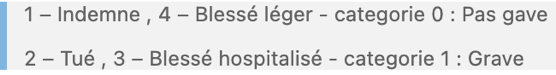 1 – Indemne , 4 – Blessé léger - categorie 0 : Pas gave
2 – Tué , 3 – Blessé hospitalisé - categorie 1 : Grave